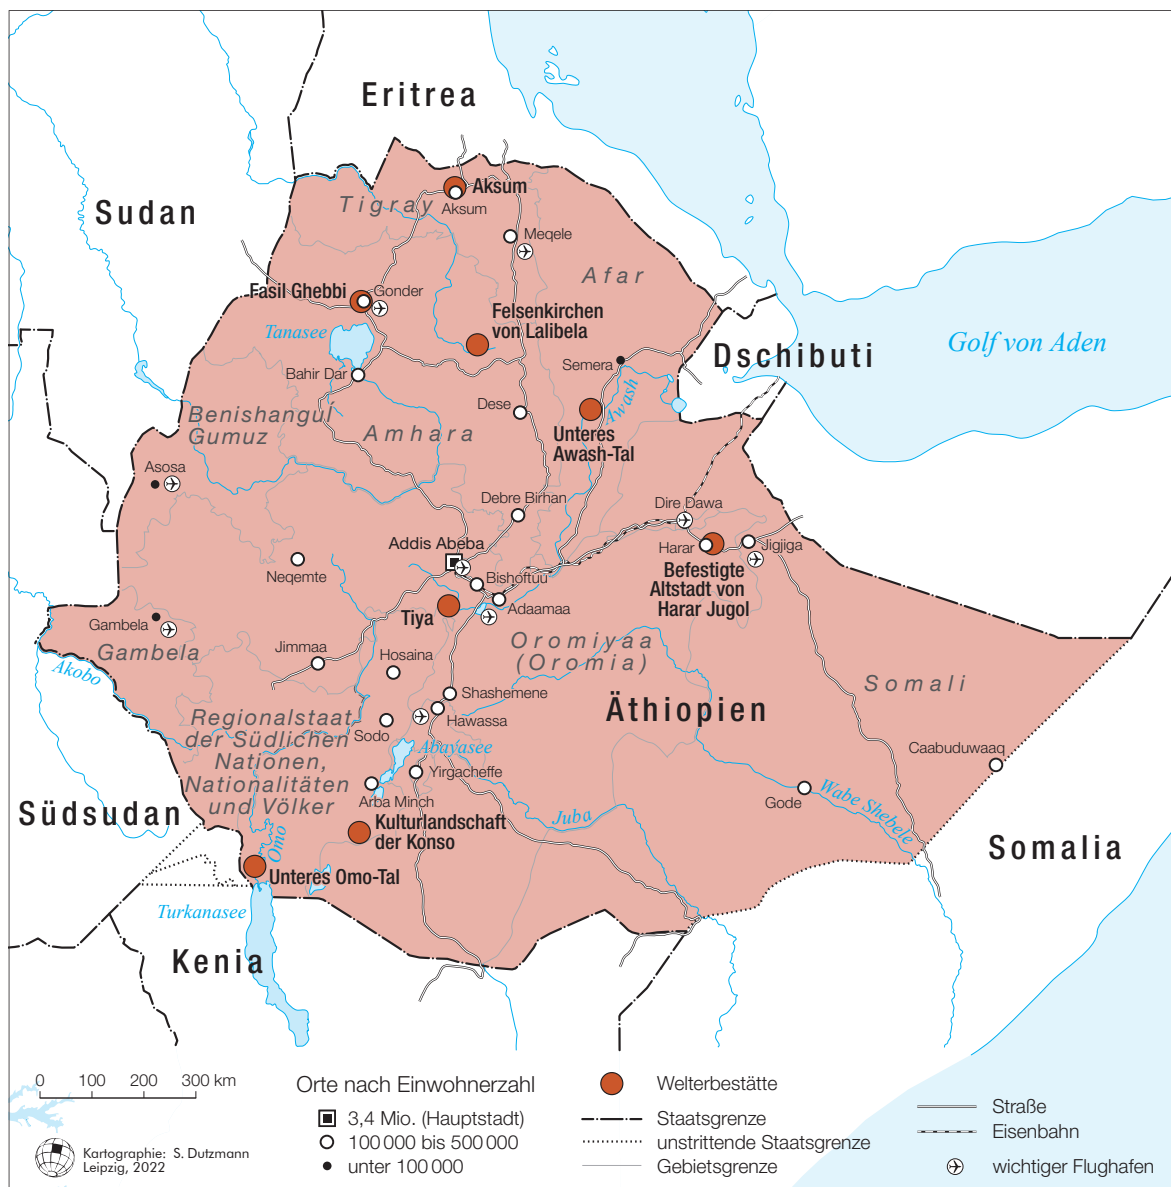 Eritrea
Sudan
Tigray
Aksum
Aksum
Meqele
Afar
Fasil Ghebbi
Gonder
Felsenkirchen
von Lalibela
Tanasee
Golf von Aden
Dschibuti
Semera
Bahir Dar
Awash
Benishangul
Gumuz
Dese
Amhara
Unteres
Awash-Tal
Asosa
Debre Birhan
Dire Dawa
Addis Abeba
Harar
Jigjiga
Neqemte
Bishoftuu
Befestigte
Altstadt von
Harar Jugol
Adaamaa
Tiya
Gambela
Gambela
Oromiyaa
(Oromia)
Jimmaa
Hosaina
Akobo
Somali
Shashemene
Äthiopien
Regionalstaat
der Südlichen
Nationen,
Nationalitäten
und Völker
Hawassa
Sodo
Abayasee
Caabuduwaaq
Yirgacheffe
Arba Minch
Gode
Wabe Shebele
Südsudan
Juba
Kulturlandschaft
der Konso
Omo
Somalia
Unteres Omo-Tal
Turkanasee
Kenia
0 100 200 300 km
Kartographie: S. Dutzmann
Leipzig, 2022
Orte nach Einwohnerzahl
3,4 Mio. (Hauptstadt)
100 000 bis 500 000
unter 100 000
Welterbestätte
Staatsgrenze
unstrittende Staatsgrenze
Gebietsgrenze
Straße
Eisenbahn
wichtiger Flughafen